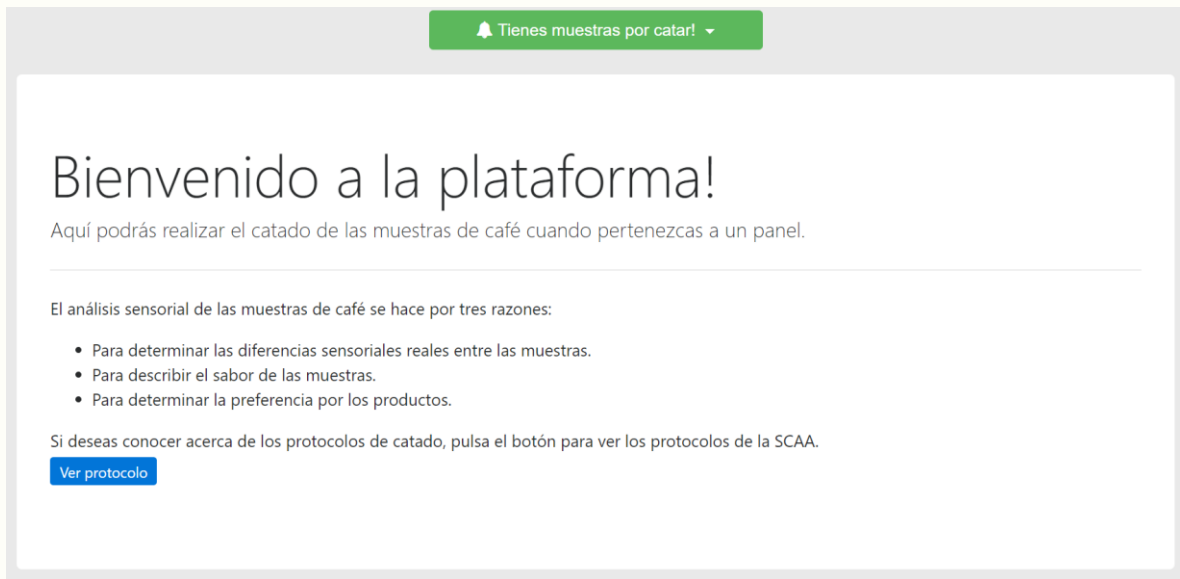 Tienes muestras por catar!
Bienvenido a la plataforma!
Aquí podrás realizar el catado de las muestras de café cuando pertenezcas a un panel.
El análisis sensorial de las muestras de café se hace por tres razones:
• Para determinar las diferencias sensoriales reales entre las muestras.
• Para describir el sabor de las muestras.
• Para determinar la preferencia por los productos.
Si deseas conocer acerca de los protocolos de catado, pulsa el botón para ver los protocolos de la SCAA.
Ver protocolo